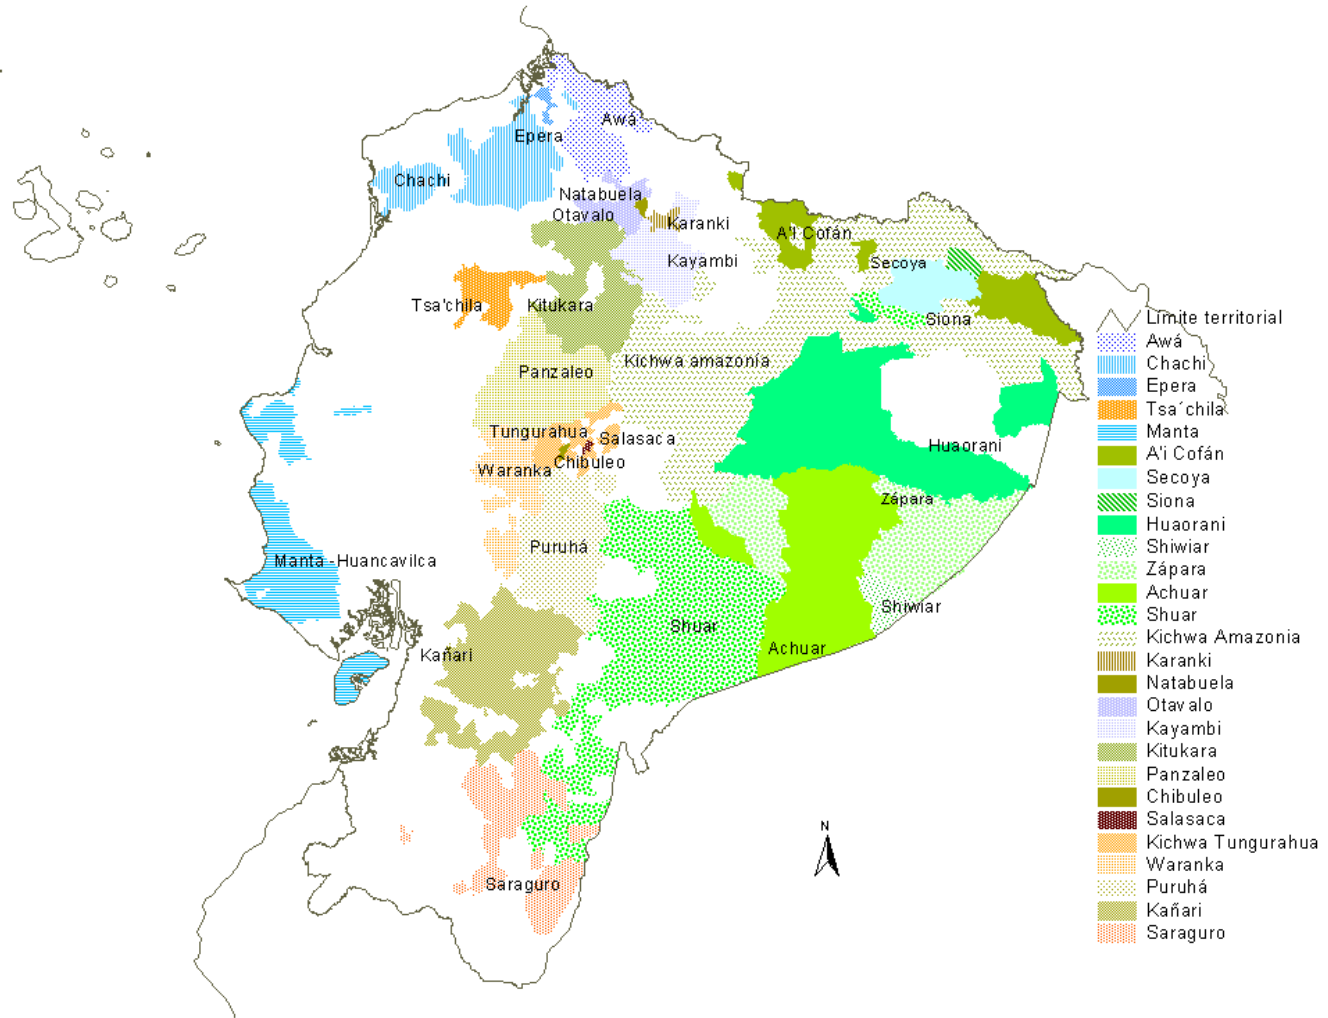 Awá
Epera
Chachi
Natabuela
Otavalo
Karanki
A'I Cofán
Kayambi
Secoya
Tsa'chila
Kitukara
Siona
Kichwa amazonía
Panzaleo
Tungurahua
Salasaca
Huaorani
Chibuleo
Waranka
Zápara
Puruhá
Manta -Huancavilca
Shiwiar
Shuar
Achuar
Kañari
Saraguro
N
Límite territorial
Awá
Chachi
Epera
Tsa´chila
Manta
A'i Cofán
Secoya
Siona
Huaorani
Shiwiar
Zápara
Achuar
Shuar
Kichwa Amazonia
Karanki
Natabuela
Otavalo
Kayambi
Kitukara
Panzaleo
Chibuleo
Salasaca
Kichwa Tungurahua
Waranka
Puruhá
Kañari
Saraguro